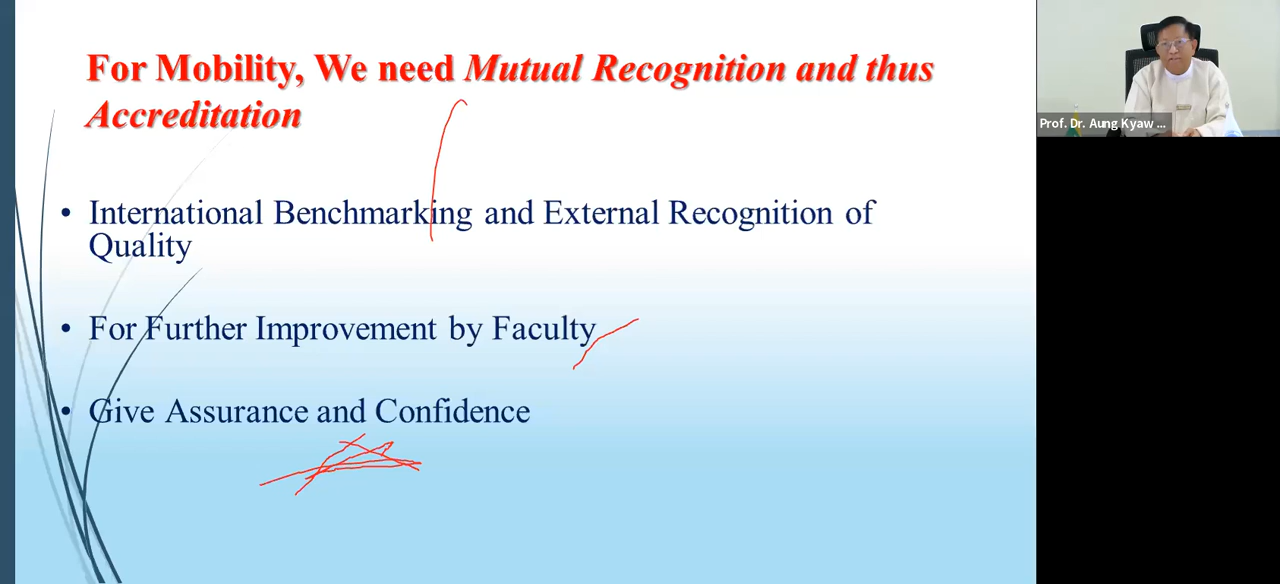 For Mobility, We need Mutual Recognition and thus
Accreditation
• International Benchmarking and External Recognition of
Quality
• For Further Improvement by Faculty
• Give Assurance and Confidence
Prof. Dr. Aung Kyaw ...